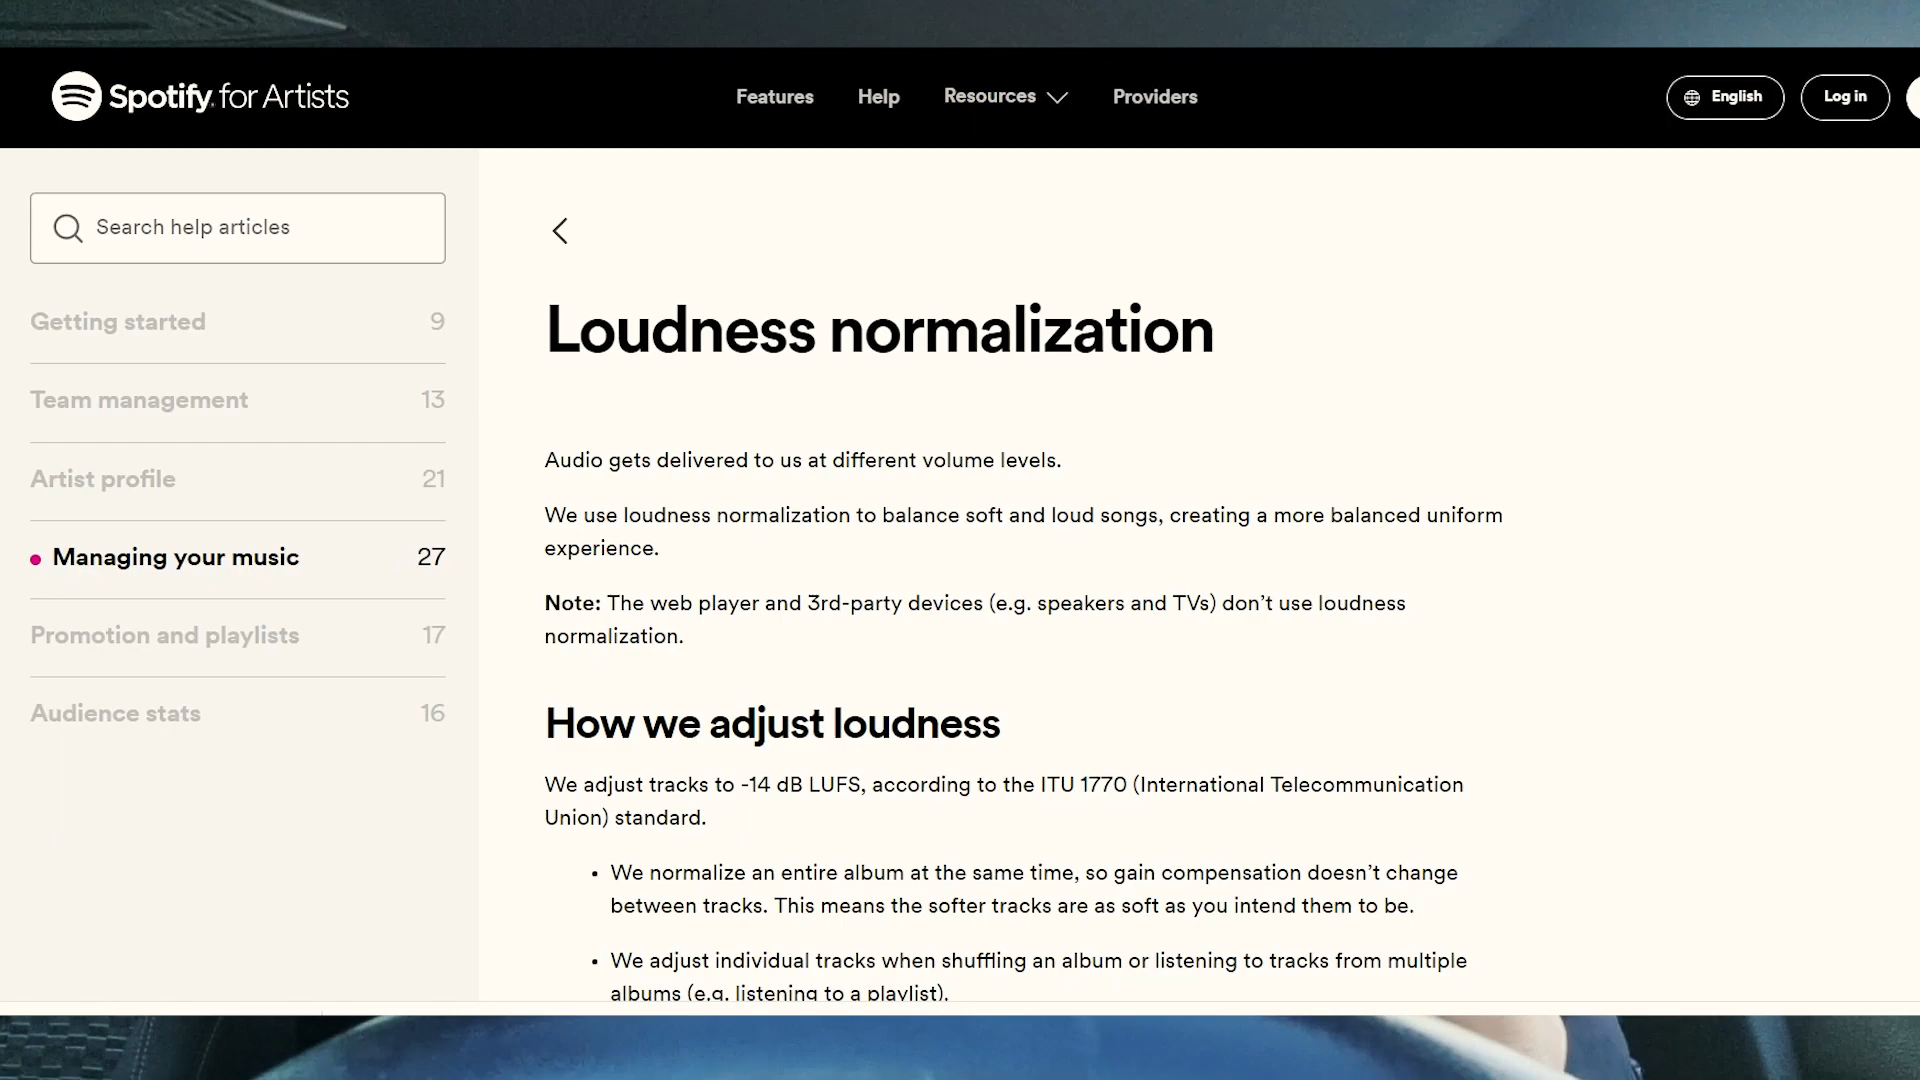 Spotify for Artists
Features
Help
Resources
Providers
English
Log in
Search help articles
Getting started 9
Team management 13
Artist profile 21
Managing your music 27
Promotion and playlists 17
Audience stats 16
Loudness normalization
Audio gets delivered to us at different volume levels.
We use loudness normalization to balance soft and loud songs, creating a more balanced uniform
experience.
Note: The web player and 3rd-party devices (e.g. speakers and TVs) don’t use loudness
normalization.
How we adjust loudness
We adjust tracks to -14 dB LUFS, according to the ITU 1770 (International Telecommunication
Union) standard.
• We normalize an entire album at the same time, so gain compensation doesn’t change
between tracks. This means the softer tracks are as soft as you intend them to be.
• We adjust individual tracks when shuffling an album or listening to tracks from multiple
albums (e.g. listening to a playlist).